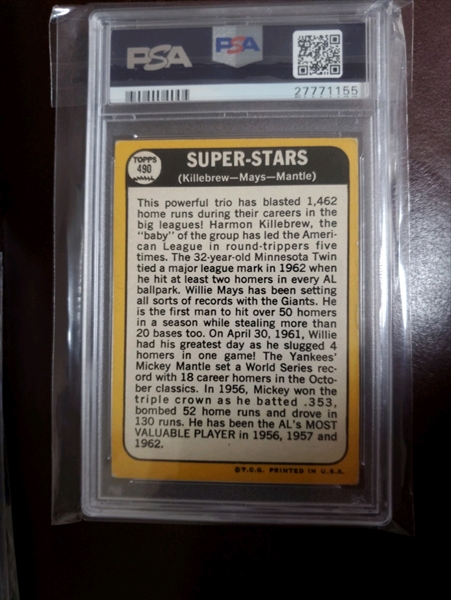 PSA
PSA
27771155
TOPPS
490
SUPER-STARS
(Killebrew—Mays—Mantle)
This powerful trio has blasted 1,462
home runs during their careers in the
big leagues! Harmon Killebrew, the
"baby" of the group has led the Ameri-
can League in round-trippers five
times. The 32-year-old Minnesota Twin
tied a major league mark in 1962 when
he hit at least two homers in every AL
ballpark. Willie Mays has been setting
all sorts of records with the Giants. He
is the first man to hit over 50 homers
in a season while stealing more than
20 bases too. On April 30, 1961, Willie
had his greatest day as he slugged 4
homers in one game! The Yankees'
Mickey Mantle set a World Series rec-
ord with 18 career homers in the Octo-
ber classics. In 1956, Mickey won the
triple crown as he batted .353,
bombed 52 home runs and drove in
130 runs. He has been the AL's MOST
VALUABLE PLAYER in 1956, 1957 and
1962.
©T.C.G. PRINTED IN U.S.A.